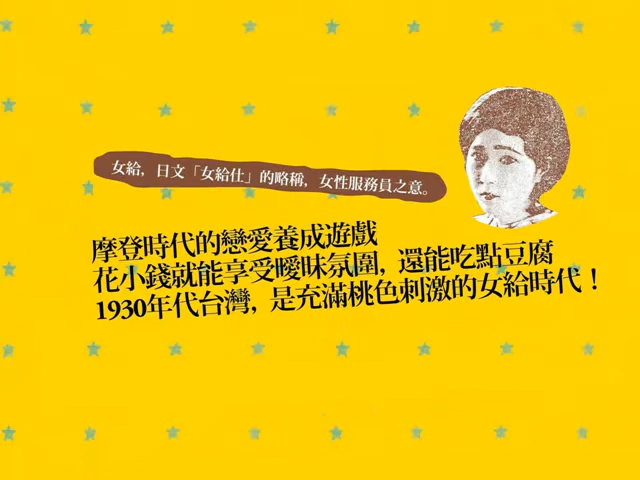 女給，日文「女給仕」的略稱，女性服務員之意。
摩登時代的戀愛養成遊戲
花小錢就能享受曖昧氛圍，還能吃點豆腐
1930年代台灣，是充滿桃色刺激的女給時代！